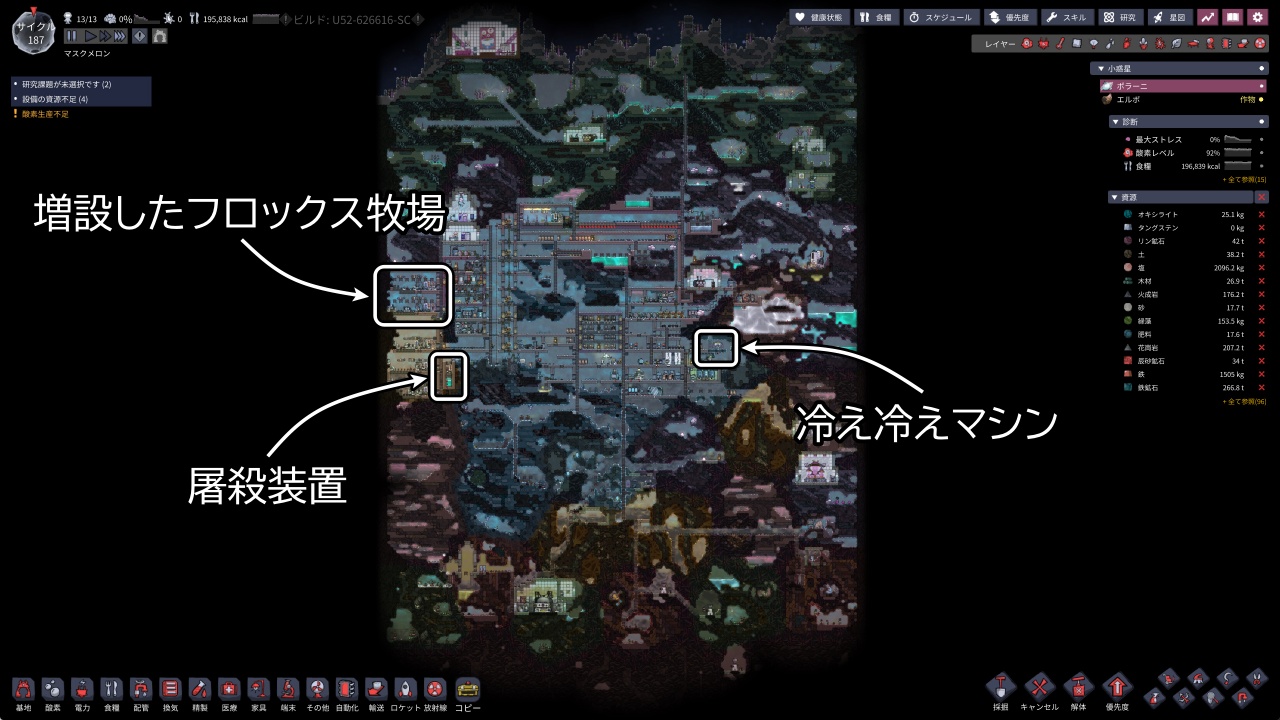 サイクル
187
13/13
0%
0
195,838 kcal
ビルド: U52-626616-SC
マスクメロン
研究課題が未選択です (2)
設備の資源不足 (4)
酸素生産不足
健康状態
食糧
スケジュール
優先度
スキル
研究
星図
レイヤー
小惑星
ポラーニ
エルボ
作物
診断
最大ストレス 0%
酸素レベル 92%
食糧 196,839 kcal
+ 全て参照(15)
資源
オキシライト 25.1 kg
タングステン 0 kg
リン鉱石 42 t
土 38.2 t
塩 2096.2 kg
木材 26.9 t
火成岩 176.2 t
砂 17.7 t
緑藻 153.5 kg
肥料 17.6 t
花崗岩 207.2 t
辰砂鉱石 34 t
鉄 1505 kg
鉄鉱石 266.8 t
+ 全て参照(96)
増設したフロックス牧場
冷え冷えマシン
屠殺装置
基地
酸素
電力
食糧
配管
換気
精製
医療
家具
端末
その他
自動化
輸送
ロケット
放射線
コピー
採掘
キャンセル
解体
優先度